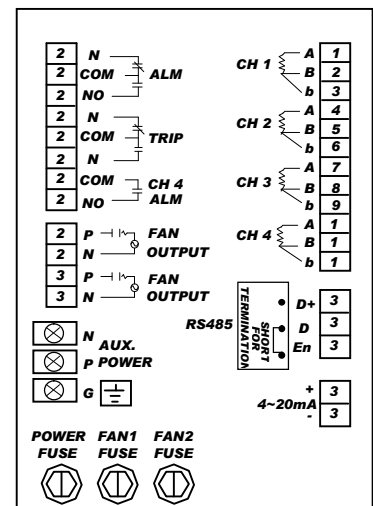 2 N
2 COM ALM
2 NO
2 N
2 COM TRIP
2 N
2 COM CH 4
2 NO ALM
2 P FAN
2 N OUTPUT
3 P FAN
3 N OUTPUT
N AUX.
P POWER
G
POWER FUSE
FAN1 FUSE
FAN2 FUSE
CH 1 A 1
B 2
b 3
CH 2 A 4
B 5
b 6
CH 3 A 7
B 8
b 9
CH 4 A 1
B 1
b 1
RS485
SHORT FOR TERMINATION
D+ 3
D 3
En 3
+ 3
4~20mA
- 3